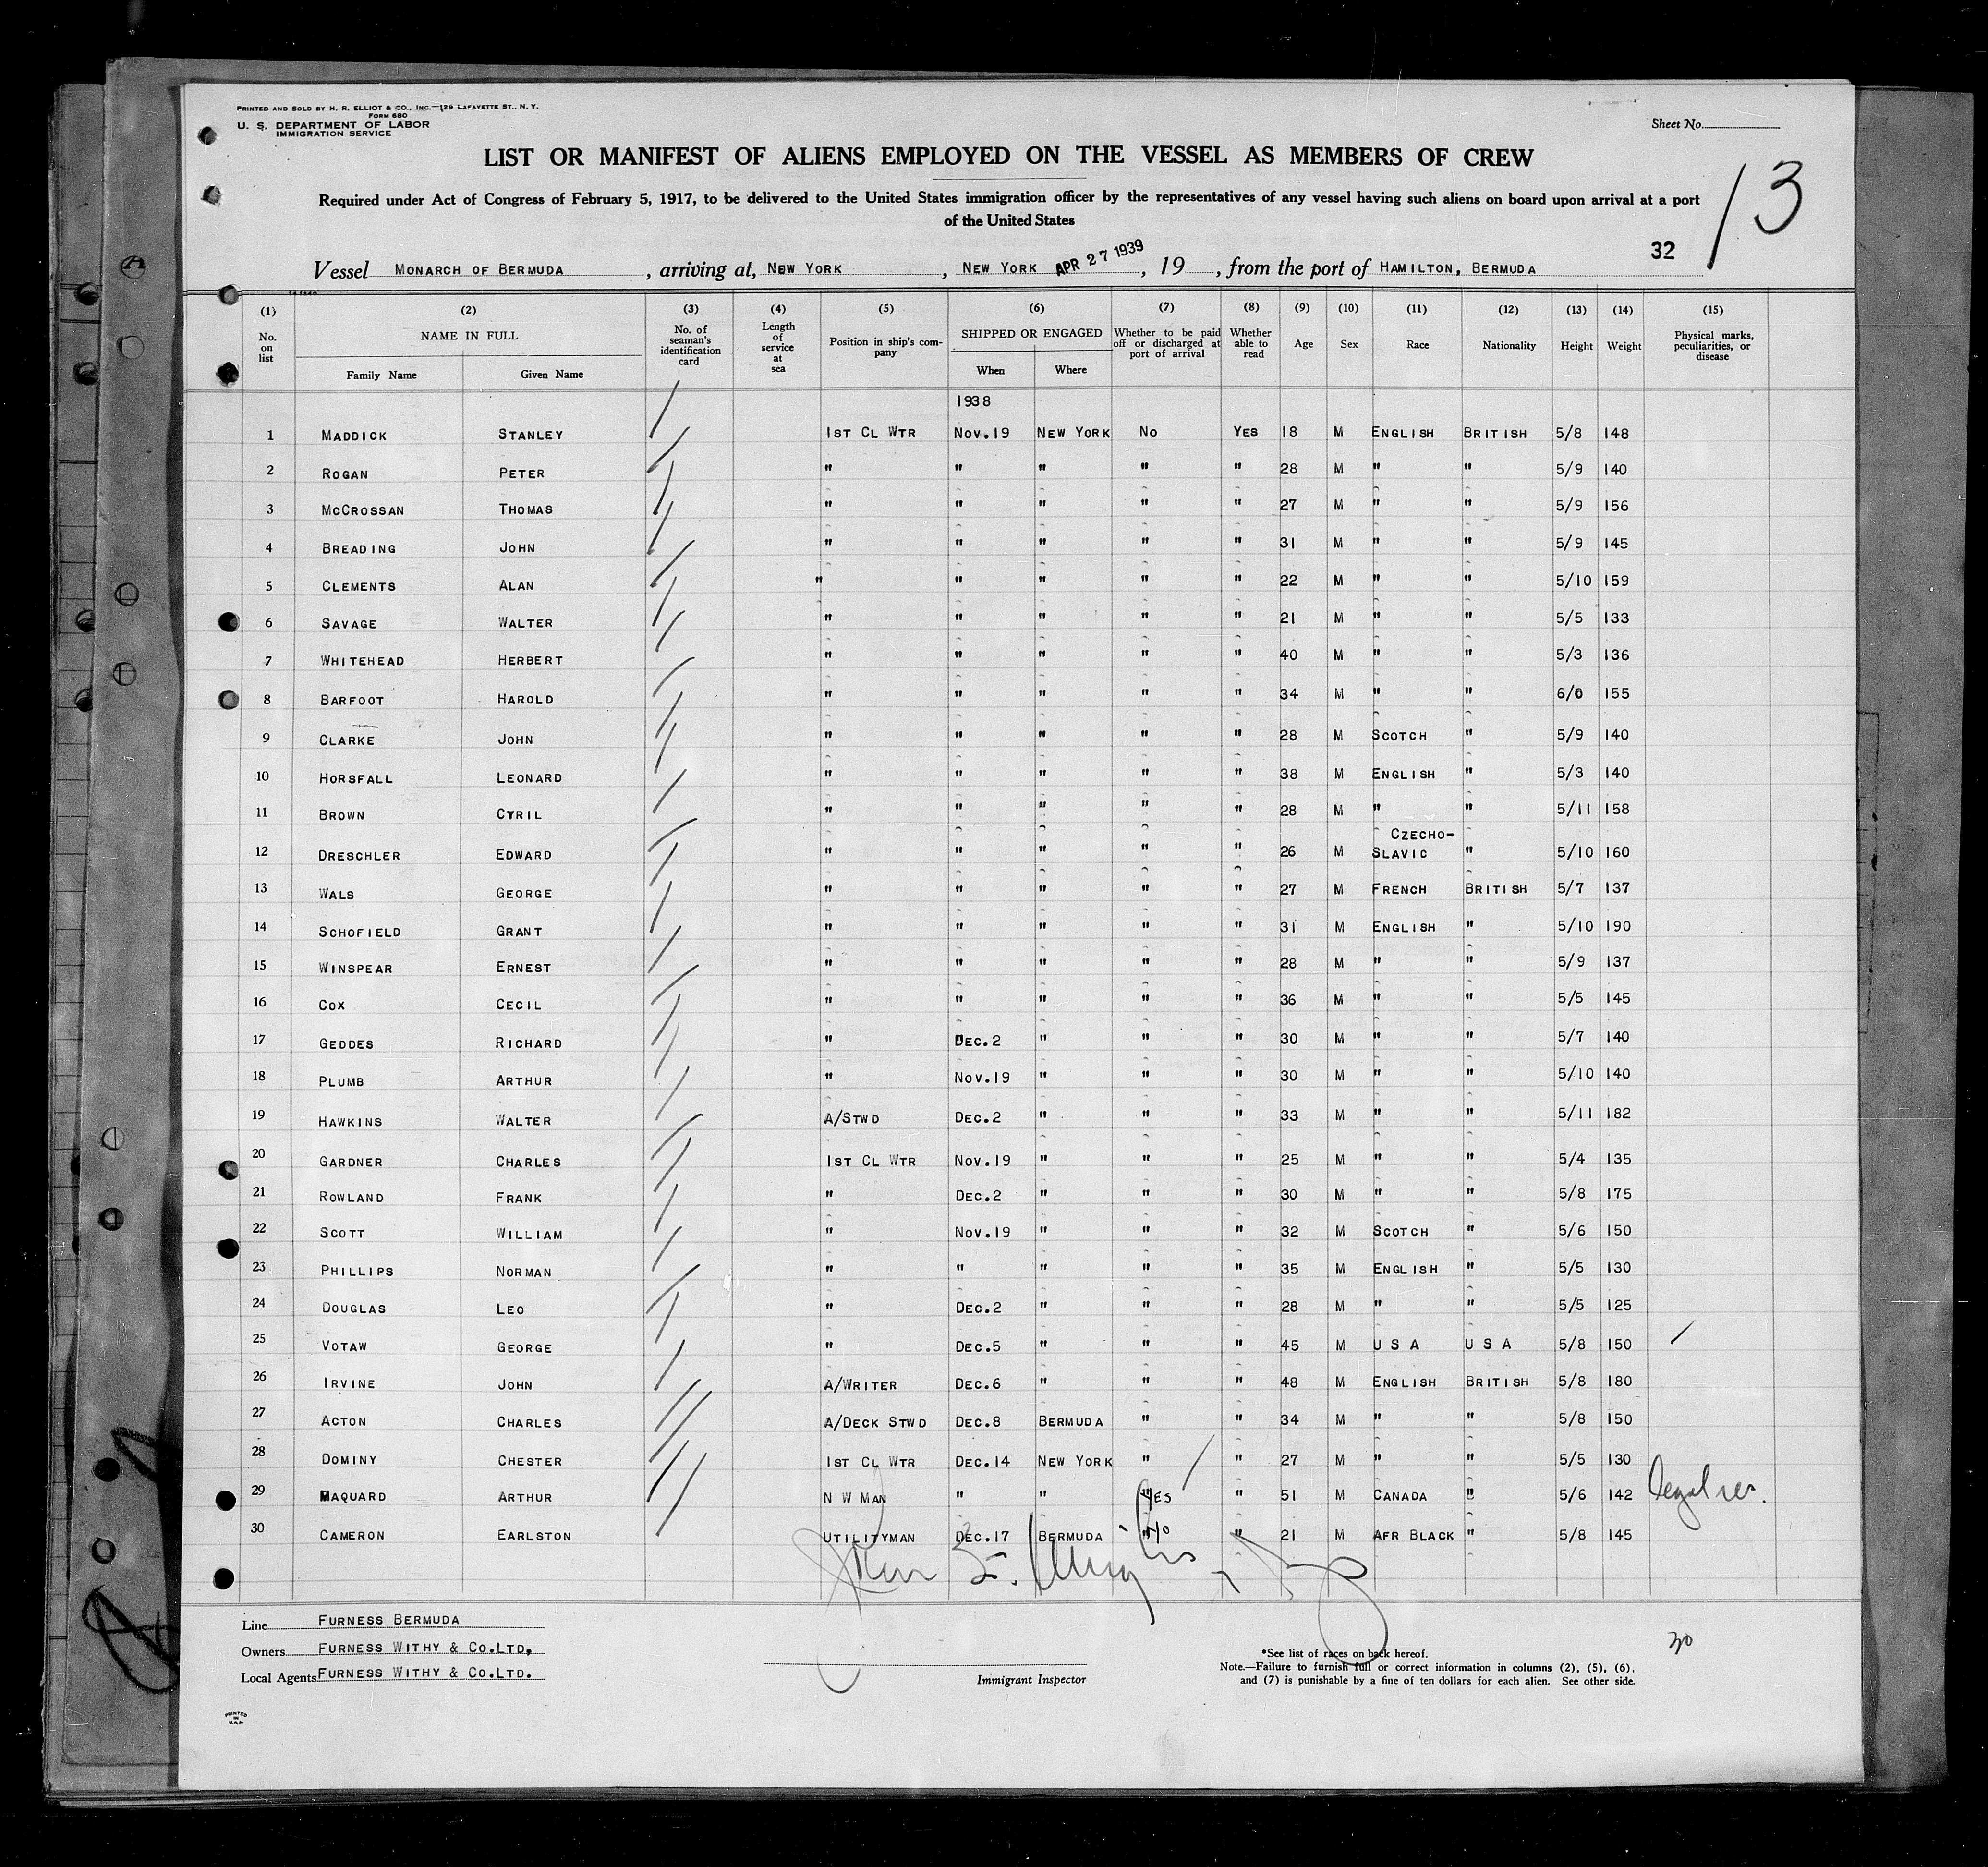 PRINTED AND SOLD BY H. R. ELLIOT & CO., INC.—129 LAFAYETTE ST., N. Y.
FORM 680
U. S. DEPARTMENT OF LABOR
IMMIGRATION SERVICE
Sheet No.
LIST OR MANIFEST OF ALIENS EMPLOYED ON THE VESSEL AS MEMBERS OF CREW
13
Required under Act of Congress of February 5, 1917, to be delivered to the United States immigration officer by the representatives of any vessel having such aliens on board upon arrival at a port
of the United States
32
Vessel MONARCH OF BERMUDA, arriving at, NEW YORK, NEW YORK APR 27 1939, 19, from the port of HAMILTON, BERMUDA
(1) (2) (3) (4) (5) (6) (7) (8) (9) (10) (11) (12) (13) (14) (15)
No. on list NAME IN FULL Family Name Given Name No. of seaman's identification card Length of service at sea Position in ship's company SHIPPED OR ENGAGED When Where Whether to be paid off or discharged at port of arrival Whether able to read Age Sex Race Nationality Height Weight Physical marks, peculiarities, or disease
1938
1 MADDICK STANLEY 1ST CL WTR NOV.19 NEW YORK NO YES 18 M ENGLISH BRITISH 5/8 148
2 ROGAN PETER " " " " " 28 M " " 5/9 140
3 MCCROSSAN THOMAS " " " " " 27 M " " 5/9 156
4 BREADING JOHN " " " " " 31 M " " 5/9 145
5 CLEMENTS ALAN " " " " " 22 M " " 5/10 159
6 SAVAGE WALTER " " " " " 21 M " " 5/5 133
7 WHITEHEAD HERBERT " " " " " 40 M " " 5/3 136
8 BARFOOT HAROLD " " " " " 34 M " " 6/0 155
9 CLARKE JOHN " " " " " 28 M SCOTCH " 5/9 140
10 HORSFALL LEONARD " " " " " 38 M ENGLISH " 5/3 140
11 BROWN CYRIL " " " " " 28 M " " 5/11 158
12 DRESCHLER EDWARD " " " " " 26 M CZECHO-SLAVIC " 5/10 160
13 WALS GEORGE " " " " " 27 M FRENCH BRITISH 5/7 137
14 SCHOFIELD GRANT " " " " " 31 M ENGLISH " 5/10 190
15 WINSPEAR ERNEST " " " " " 28 M " " 5/9 137
16 COX CECIL " " " " " 36 M " " 5/5 145
17 GEDDES RICHARD " DEC.2 " " " 30 M " " 5/7 140
18 PLUMB ARTHUR " NOV.19 " " " 30 M " " 5/10 140
19 HAWKINS WALTER A/STWD DEC.2 " " " 33 M " " 5/11 182
20 GARDNER CHARLES 1ST CL WTR NOV.19 " " " 25 M " " 5/4 135
21 ROWLAND FRANK " DEC.2 " " " 30 M " " 5/8 175
22 SCOTT WILLIAM " NOV.19 " " " 32 M SCOTCH " 5/6 150
23 PHILLIPS NORMAN " " " " " 35 M ENGLISH " 5/5 130
24 DOUGLAS LEO " DEC.2 " " " 28 M " " 5/5 125
25 VOTAW GEORGE " DEC.5 " " " 45 M U S A U S A 5/8 150
26 IRVINE JOHN A/WRITER DEC.6 " " " 48 M ENGLISH BRITISH 5/8 180
27 ACTON CHARLES A/DECK STWD DEC.8 BERMUDA " " 34 M " " 5/8 150
28 DOMINY CHESTER 1ST CL WTR DEC.14 NEW YORK " " 27 M " " 5/5 130
29 MAQUARD ARTHUR N W MAN " " YES " 51 M CANADA " 5/6 142 legal res.
30 CAMERON EARLSTON UTILITYMAN DEC.17 BERMUDA No " 21 M AFR BLACK " 5/8 145
Line FURNESS BERMUDA
Owners FURNESS WITHY & CO.LTD.
Local Agents FURNESS WITHY & CO.LTD.
Immigrant Inspector
*See list of races on back hereof.
Note.—Failure to furnish full or correct information in columns (2), (5), (6), and (7) is punishable by a fine of ten dollars for each alien. See other side.
30
PRINTED
IN
U.S.A.